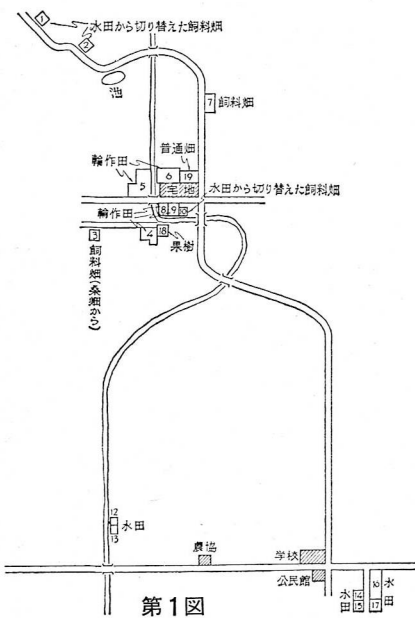 1
2
水田から切り替えた飼料畑
池
7 飼料畑
普通畑
輪作田
6 19
5
宅地
水田から切り替えた飼料畑
輪作田
8 9 10
4 18
果樹
3
飼料畑(桑畑から)
12
13
水田
農協
学校
公民館
水田
14
15
16
17
水田
第1図